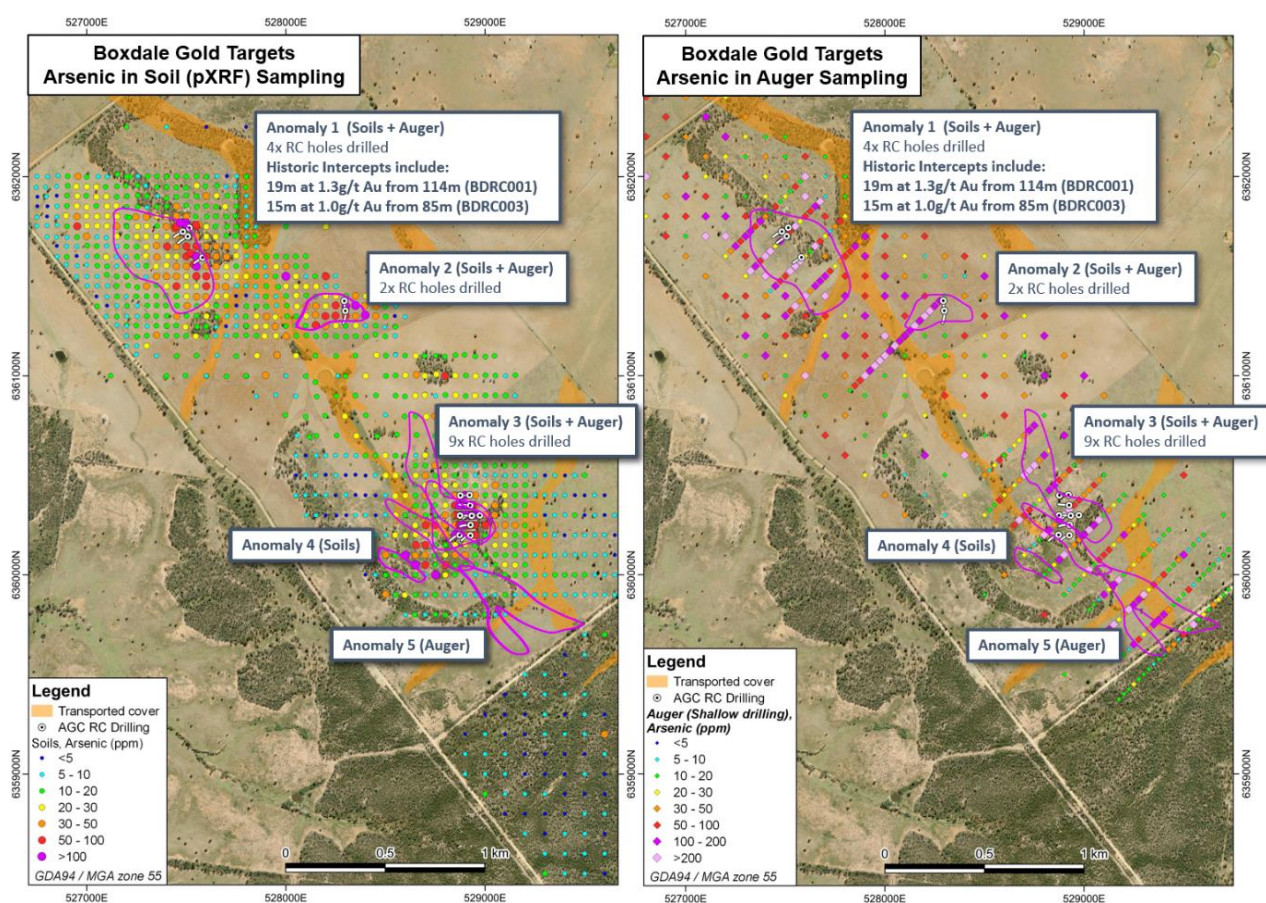 527000E
528000E
529000E
Boxdale Gold Targets
Arsenic in Soil (pXRF) Sampling
Anomaly 1 (Soils + Auger)
4x RC holes drilled
Historic Intercepts include:
19m at 1.3g/t Au from 114m (BDRC001)
15m at 1.0g/t Au from 85m (BDRC003)
6362000N
Anomaly 2 (Soils + Auger)
2x RC holes drilled
6361000N
Anomaly 3 (Soils + Auger)
9x RC holes drilled
Anomaly 4 (Soils)
6360000N
Anomaly 5 (Auger)
Legend
Transported cover
AGC RC Drilling
Soils, Arsenic (ppm)
<5
5 - 10
10 - 20
20 - 30
30 - 50
50 - 100
>100
GDA94 / MGA zone 55
6359000N
0 0.5 1 km
527000E
528000E
529000E
527000E
528000E
529000E
Boxdale Gold Targets
Arsenic in Auger Sampling
Anomaly 1 (Soils + Auger)
4x RC holes drilled
Historic Intercepts include:
19m at 1.3g/t Au from 114m (BDRC001)
15m at 1.0g/t Au from 85m (BDRC003)
6362000N
Anomaly 2 (Soils + Auger)
2x RC holes drilled
6361000N
Anomaly 3 (Soils + Auger)
9x RC holes drilled
Anomaly 4 (Soils)
6360000N
Anomaly 5 (Auger)
Legend
Transported cover
AGC RC Drilling
Auger (Shallow drilling),
Arsenic (ppm)
<5
5 - 10
10 - 20
20 - 30
30 - 50
50 - 100
100 - 200
>200
GDA94 / MGA zone 55
6359000N
0 0.5 1 km
527000E
528000E
529000E